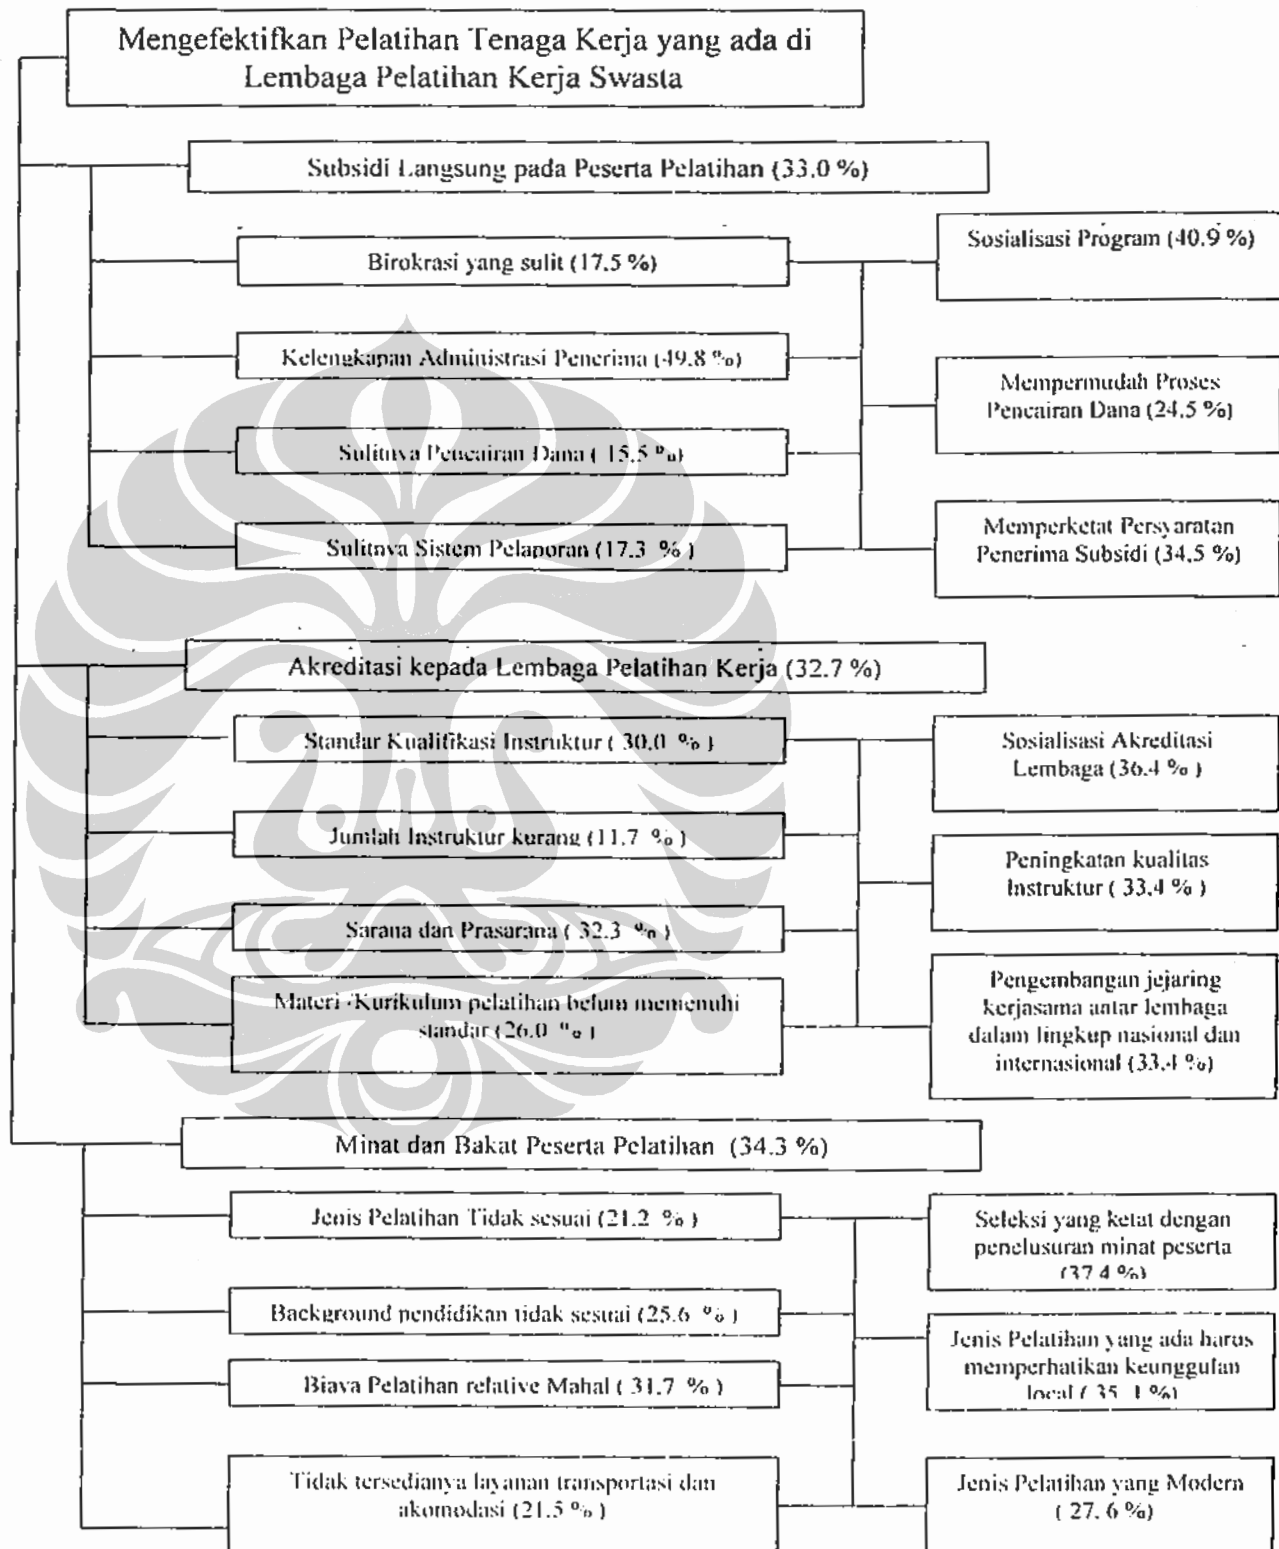 Mengefektifkan Pelatihan Tenaga Kerja yang ada di
Lembaga Pelatihan Kerja Swasta
Subsidi Langsung pada Peserta Pelatihan (33.0 %)
Birokrasi yang sulit (17.5 %)
Kelengkapan Administrasi Penerima (49.8 %)
Sulitnya Pencairan Dana ( 15.5 %)
Sulitnya Sistem Pelaporan (17.3 % )
Sosialisasi Program (40.9 %)
Mempermudah Proses
Pencairan Dana (24.5 %)
Memperketat Persyaratan
Penerima Subsidi (34.5 %)
Akreditasi kepada Lembaga Pelatihan Kerja (32.7 %)
Standar Kualifikasi Instruktur ( 30.0 % )
Jumlah Instruktur kurang (11.7 % )
Sarana dan Prasarana ( 32.3 % )
Materi /Kurikulum pelatihan belum memenuhi
standar (26.0 % )
Sosialisasi Akreditasi
Lembaga (36.4 % )
Peningkatan kualitas
Instruktur ( 33.4 % )
Pengembangan jejaring
kerjasama antar lembaga
dalam lingkup nasional dan
internasional (33.4 %)
Minat dan Bakat Peserta Pelatihan (34.3 %)
Jenis Pelatihan Tidak sesuai (21.2 % )
Background pendidikan tidak sesuai (25.6 % )
Biaya Pelatihan relative Mahal ( 31.7 % )
Tidak tersedianya layanan transportasi dan
akomodasi (21.5 % )
Seleksi yang ketat dengan
penelusuran minat peserta
(37.4 %)
Jenis Pelatihan yang ada harus
memperhatikan keunggulan
local ( 35. 1 %)
Jenis Pelatihan yang Modern
( 27. 6 %)